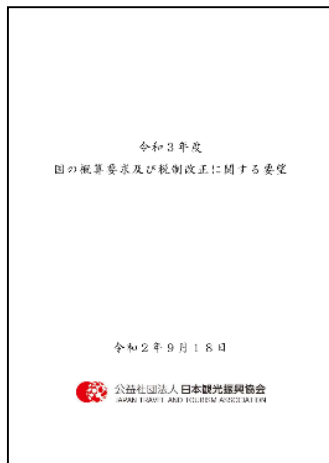 令和３年度
国の概算要求及び税制改正に関する要望
令和２年９月１８日
公益社団法人 日本観光振興協会
JAPAN TRAVEL AND TOURISM ASSOCIATION